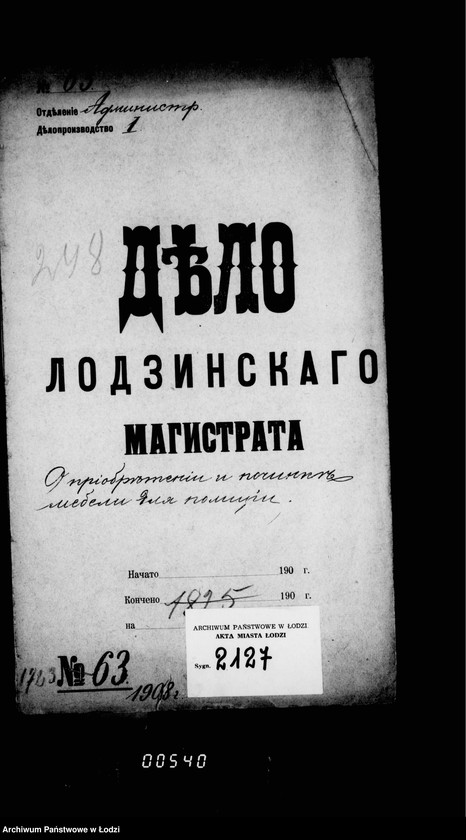 № 63.
Отдѣленіе Администр.
Дѣлопроизводство 1
248
ДѢЛО
ЛОДЗИНСКАГО
МАГИСТРАТА
О пріобрѣтеніи и починкѣ
мебели для полиціи.
Начато 190 г.
Кончено 1915 190 г.
на
ARCHIWUM PAŃSTWOWE W ŁODZI
AKTA MIASTA ŁODZI
Sygn. 2127
№ 63
1908 г.
00540
Archiwum Państwowe w Łodzi